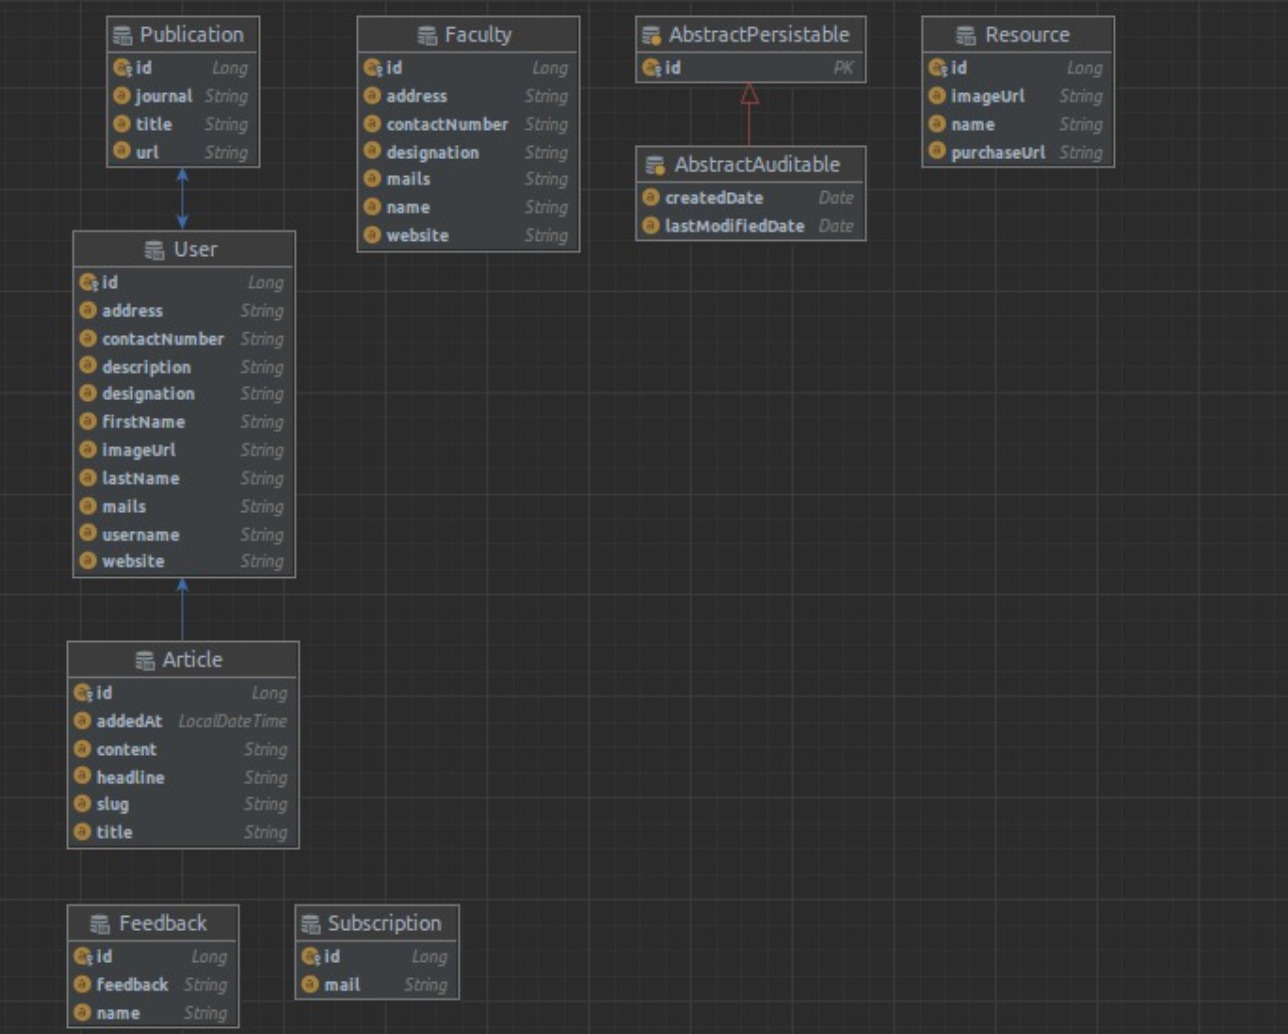 Publication
id Long
journal String
title String
url String
Faculty
id Long
address String
contactNumber String
designation String
mails String
name String
website String
AbstractPersistable
id PK
AbstractAuditable
createdDate Date
lastModifiedDate Date
Resource
id Long
imageUrl String
name String
purchaseUrl String
User
id Long
address String
contactNumber String
description String
designation String
firstName String
imageUrl String
lastName String
mails String
username String
website String
Article
id Long
addedAt LocalDateTime
content String
headline String
slug String
title String
Feedback
id Long
feedback String
name String
Subscription
id Long
mail String